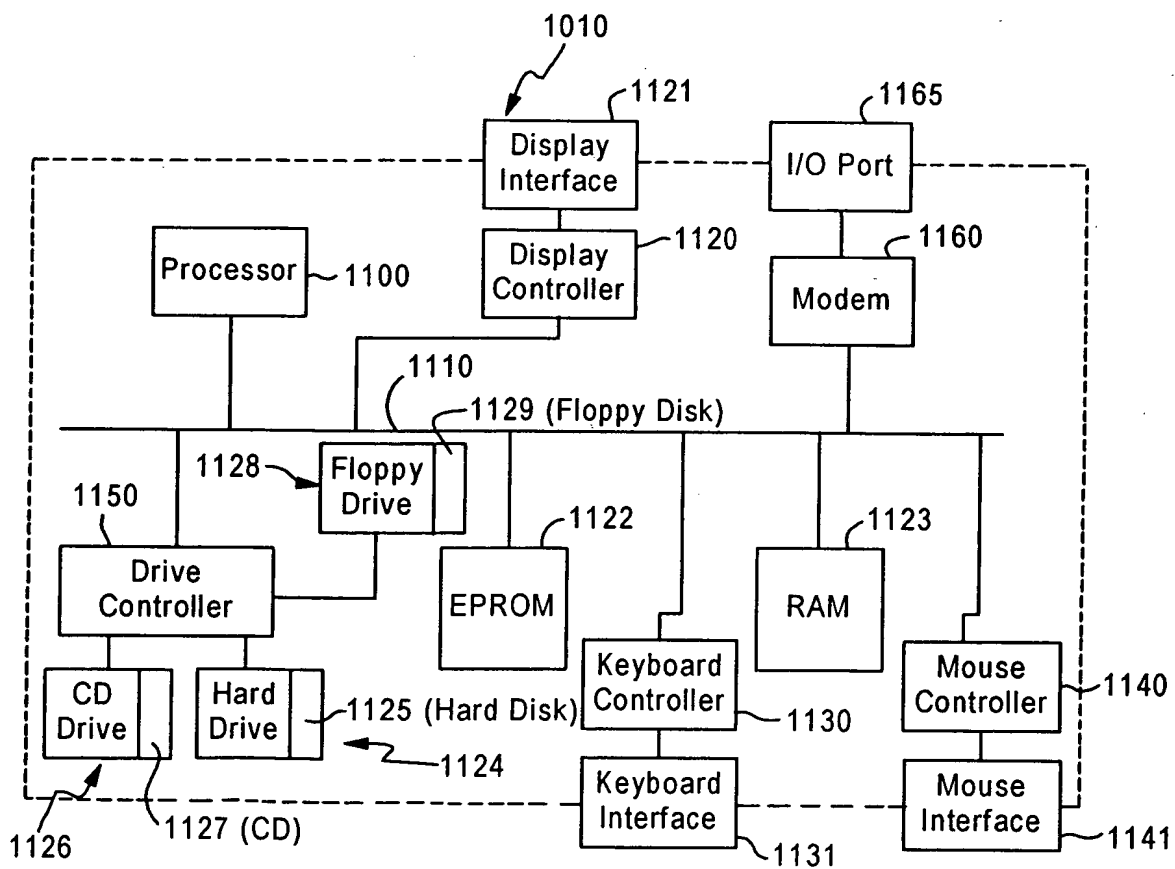 1010
1121
1165
Display
Interface
I/O Port
1120
1160
Processor
1100
Display
Controller
Modem
1110
1129 (Floppy Disk)
1128
Floppy
Drive
1150
1122
1123
Drive
Controller
EPROM
RAM
CD
Drive
Hard
Drive
1125 (Hard Disk)
Keyboard
Controller
1130
Mouse
Controller
1140
1124
1126
1127 (CD)
Keyboard
Interface
1131
Mouse
Interface
1141